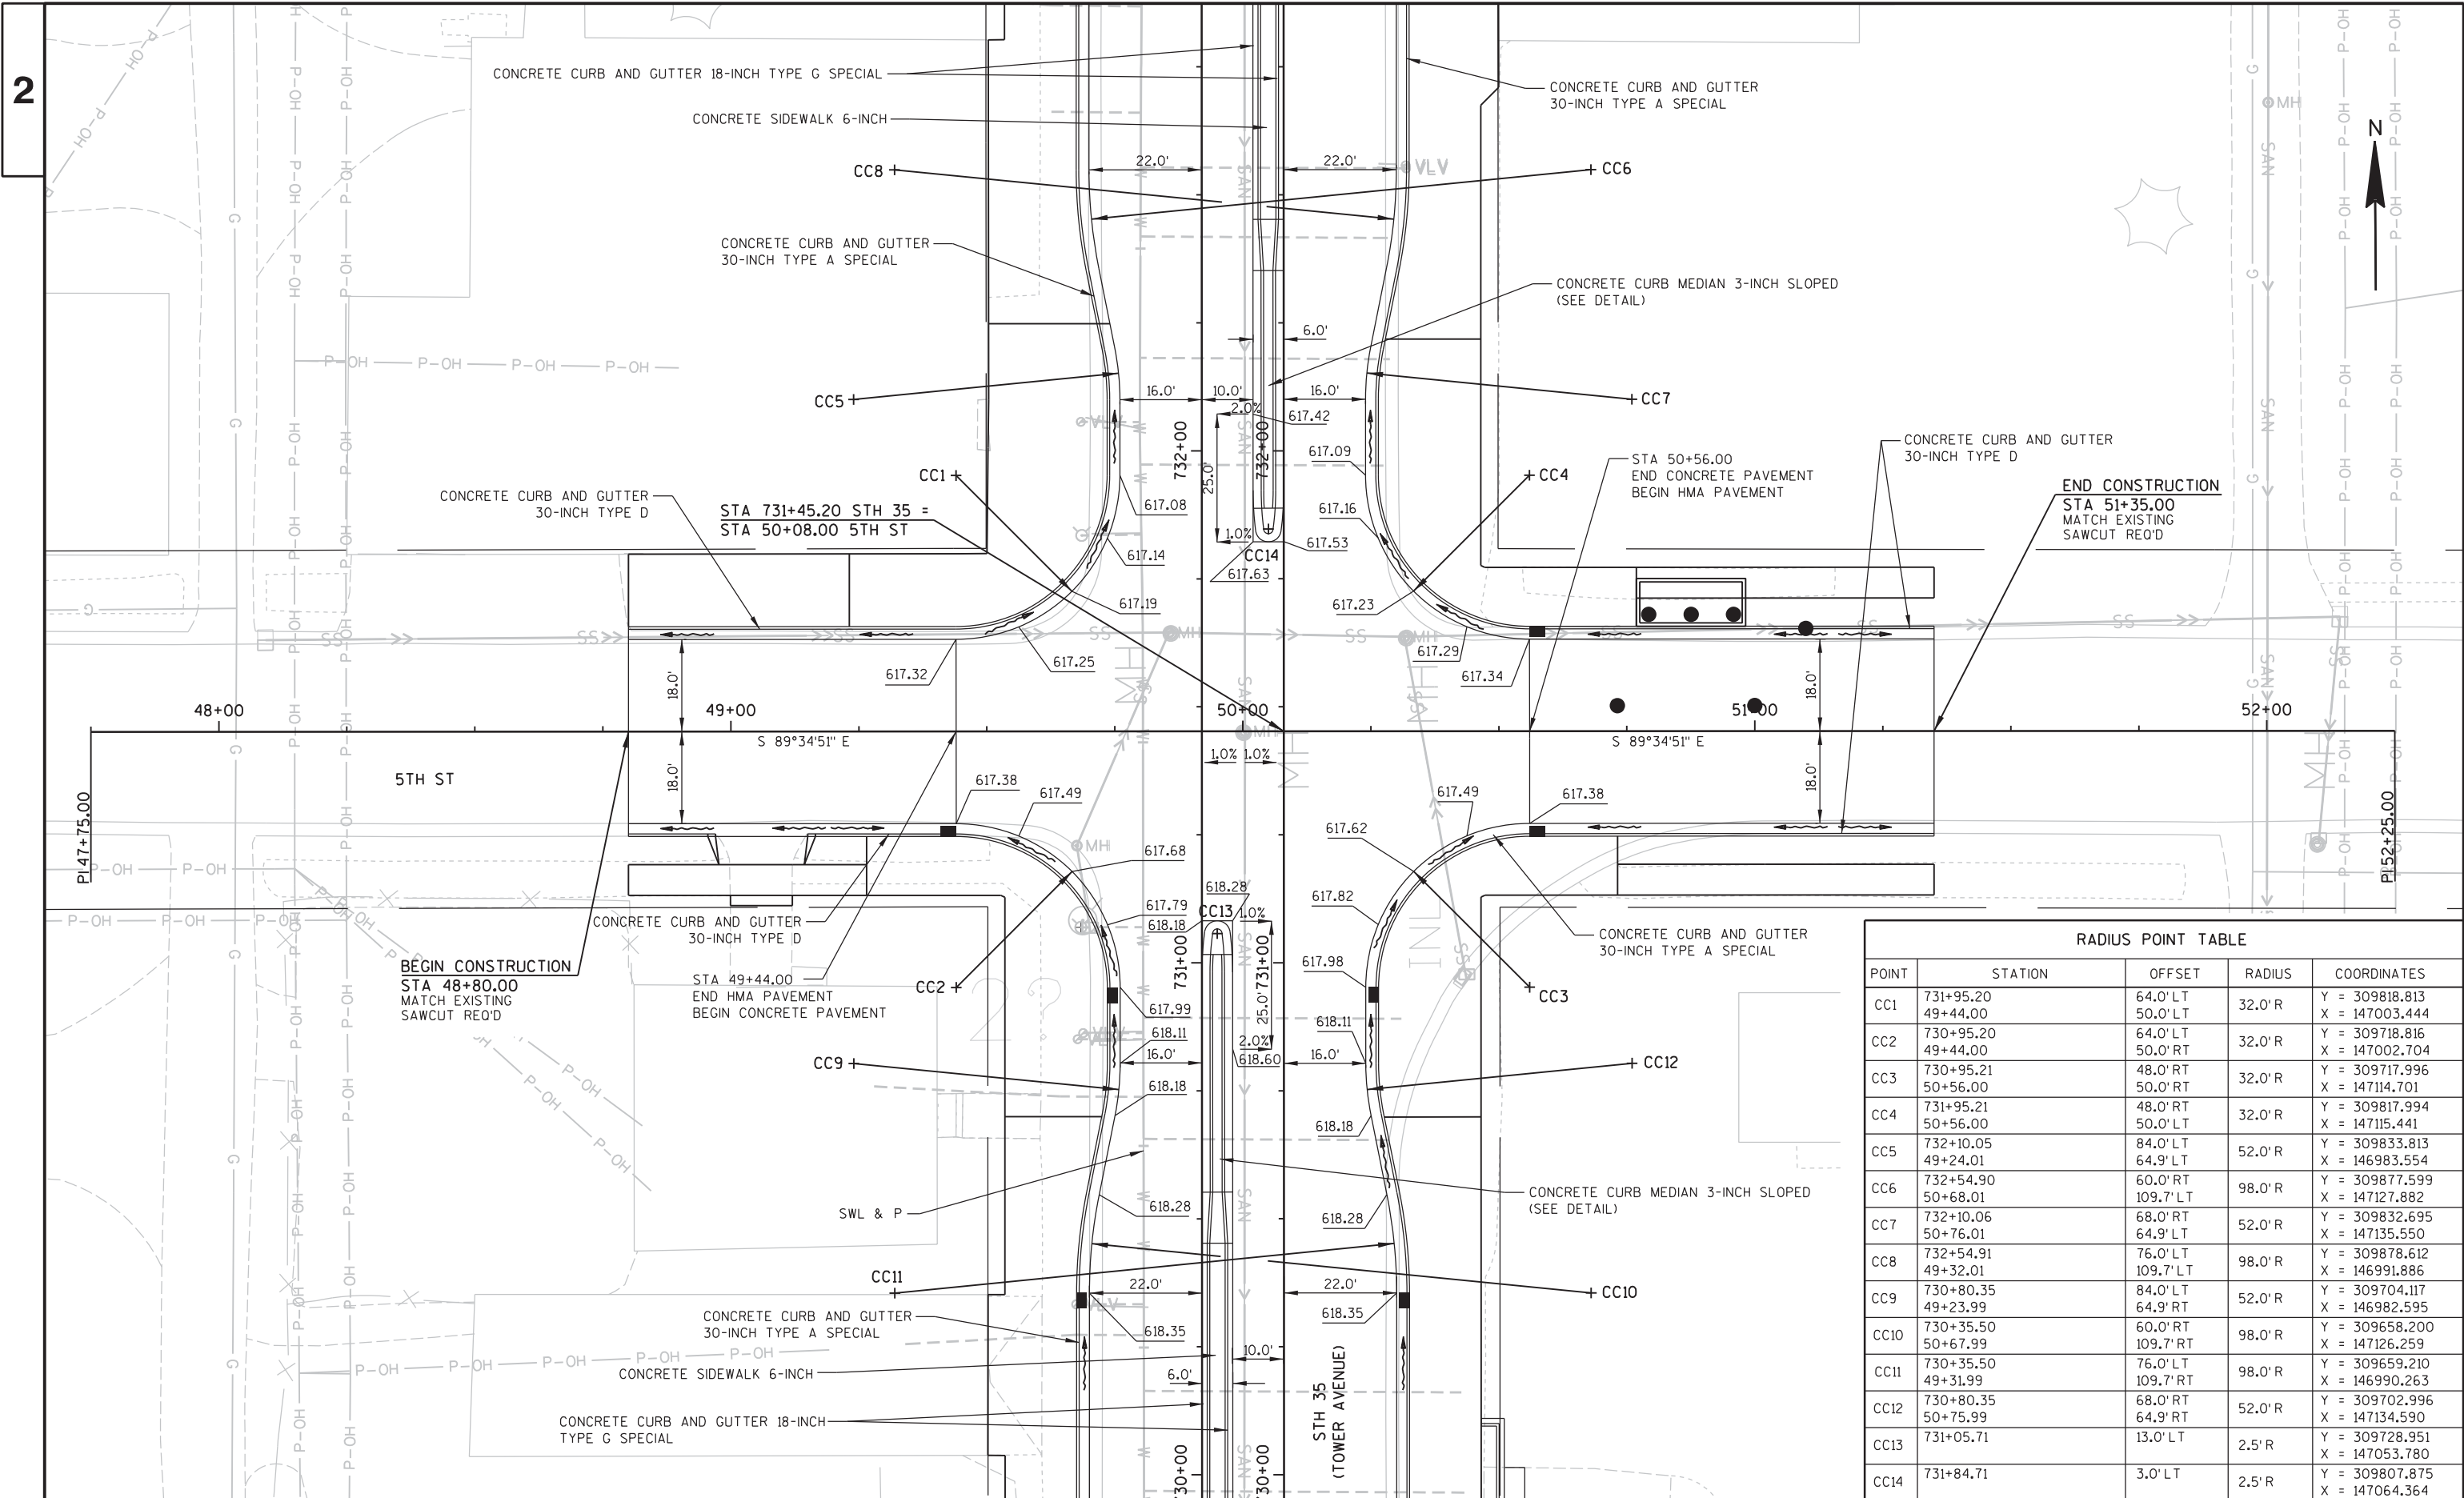 2
CONCRETE CURB AND GUTTER 18-INCH TYPE G SPECIAL
CONCRETE SIDEWALK 6-INCH
CONCRETE CURB AND GUTTER
30-INCH TYPE A SPECIAL
MH
N
CC8
22.0'
22.0'
VLV
CC6
CONCRETE CURB AND GUTTER
30-INCH TYPE A SPECIAL
CONCRETE CURB MEDIAN 3-INCH SLOPED
(SEE DETAIL)
6.0'
P-OH P-OH P-OH P-OH
CC5
16.0'
10.0'
16.0'
CC7
2.0%
617.42
732+00
732+00
25.0'
617.09
CC1
CC4
CONCRETE CURB AND GUTTER
30-INCH TYPE D
STA 50+56.00
END CONCRETE PAVEMENT
BEGIN HMA PAVEMENT
CONCRETE CURB AND GUTTER
30-INCH TYPE D
END CONSTRUCTION
STA 51+35.00
MATCH EXISTING
SAWCUT REQ'D
STA 731+45.20 STH 35 =
STA 50+08.00 5TH ST
617.08
617.16
617.14
1.0%
617.53
CC14
617.63
617.19
617.23
617.25
617.29
617.32
617.34
18.0'
18.0'
48+00
49+00
50+00
51+00
52+00
S 89°34'51" E
S 89°34'51" E
1.0% 1.0%
5TH ST
18.0'
18.0'
PI 47+75.00
PI 52+25.00
617.38
617.49
617.49
617.38
617.62
617.68
MH
618.28
617.82
617.79
618.18
CC13
1.0%
CONCRETE CURB AND GUTTER
30-INCH TYPE D
CONCRETE CURB AND GUTTER
30-INCH TYPE A SPECIAL
BEGIN CONSTRUCTION
STA 48+80.00
MATCH EXISTING
SAWCUT REQ'D
STA 49+44.00
END HMA PAVEMENT
BEGIN CONCRETE PAVEMENT
731+00
731+00
25.0'
617.98
CC2
CC3
617.99
618.11
618.11
2.0%
618.60
16.0'
16.0'
CC9
CC12
618.18
618.18
SWL & P
618.28
618.28
CONCRETE CURB MEDIAN 3-INCH SLOPED
(SEE DETAIL)
CC11
22.0'
22.0'
CC10
618.35
618.35
CONCRETE CURB AND GUTTER
30-INCH TYPE A SPECIAL
10.0'
6.0'
CONCRETE SIDEWALK 6-INCH
CONCRETE CURB AND GUTTER 18-INCH
TYPE G SPECIAL
STH 35
(TOWER AVENUE)
730+00
730+00
RADIUS POINT TABLE
POINT STATION OFFSET RADIUS COORDINATES
CC1 731+95.20 64.0' LT 32.0' R Y = 309818.813
49+44.00 50.0' LT X = 147003.444
CC2 730+95.20 64.0' LT 32.0' R Y = 309718.816
49+44.00 50.0' RT X = 147002.704
CC3 730+95.21 48.0' RT 32.0' R Y = 309717.996
50+56.00 50.0' RT X = 147114.701
CC4 731+95.21 48.0' RT 32.0' R Y = 309817.994
50+56.00 50.0' LT X = 147115.441
CC5 732+10.05 84.0' LT 52.0' R Y = 309833.813
49+24.01 64.9' LT X = 146983.554
CC6 732+54.90 60.0' RT 98.0' R Y = 309877.599
50+68.01 109.7' LT X = 147127.882
CC7 732+10.06 68.0' RT 52.0' R Y = 309832.695
50+76.01 64.9' LT X = 147135.550
CC8 732+54.91 76.0' LT 98.0' R Y = 309878.612
49+32.01 109.7' LT X = 146991.886
CC9 730+80.35 84.0' LT 52.0' R Y = 309704.117
49+23.99 64.9' RT X = 146982.595
CC10 730+35.50 60.0' RT 98.0' R Y = 309658.200
50+67.99 109.7' RT X = 147126.259
CC11 730+35.50 76.0' LT 98.0' R Y = 309659.210
49+31.99 109.7' RT X = 146990.263
CC12 730+80.35 68.0' RT 52.0' R Y = 309702.996
50+75.99 64.9' RT X = 147134.590
CC13 731+05.71 13.0' LT 2.5' R Y = 309728.951
X = 147053.780
CC14 731+84.71 3.0' LT 2.5' R Y = 309807.875
X = 147064.364